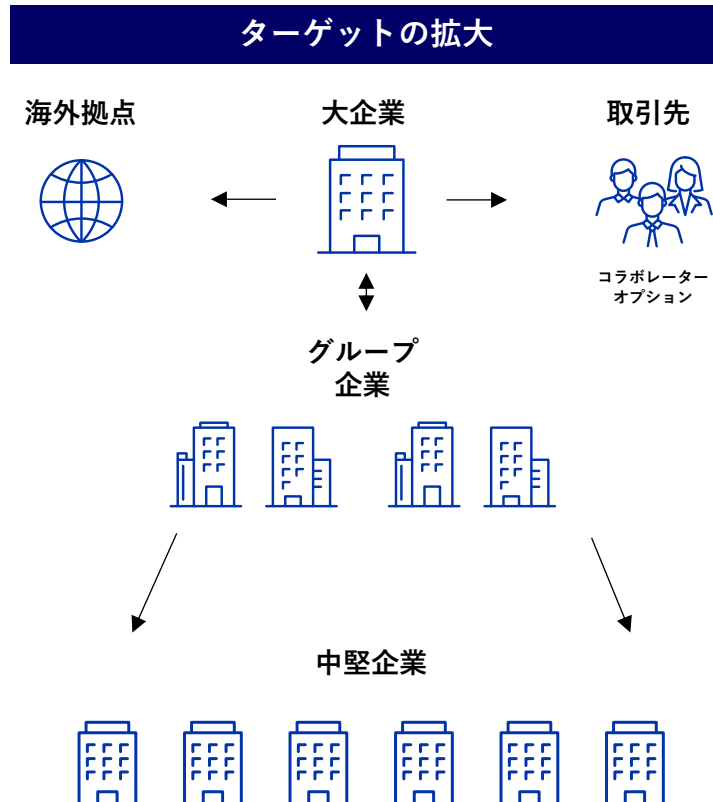 ターゲットの拡大
海外拠点
大企業
取引先
コラボレーター
オプション
グループ
企業
中堅企業